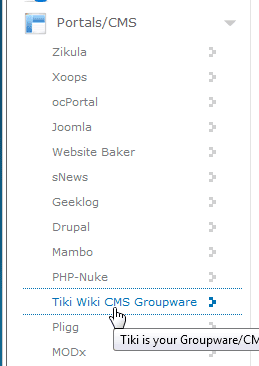 Portals/CMS
Zikula
Xoops
ocPortal
Joomla
Website Baker
sNews
Geeklog
Drupal
Mambo
PHP-Nuke
Tiki Wiki CMS Groupware
Pligg
Tiki is your Groupware/CM
MODx